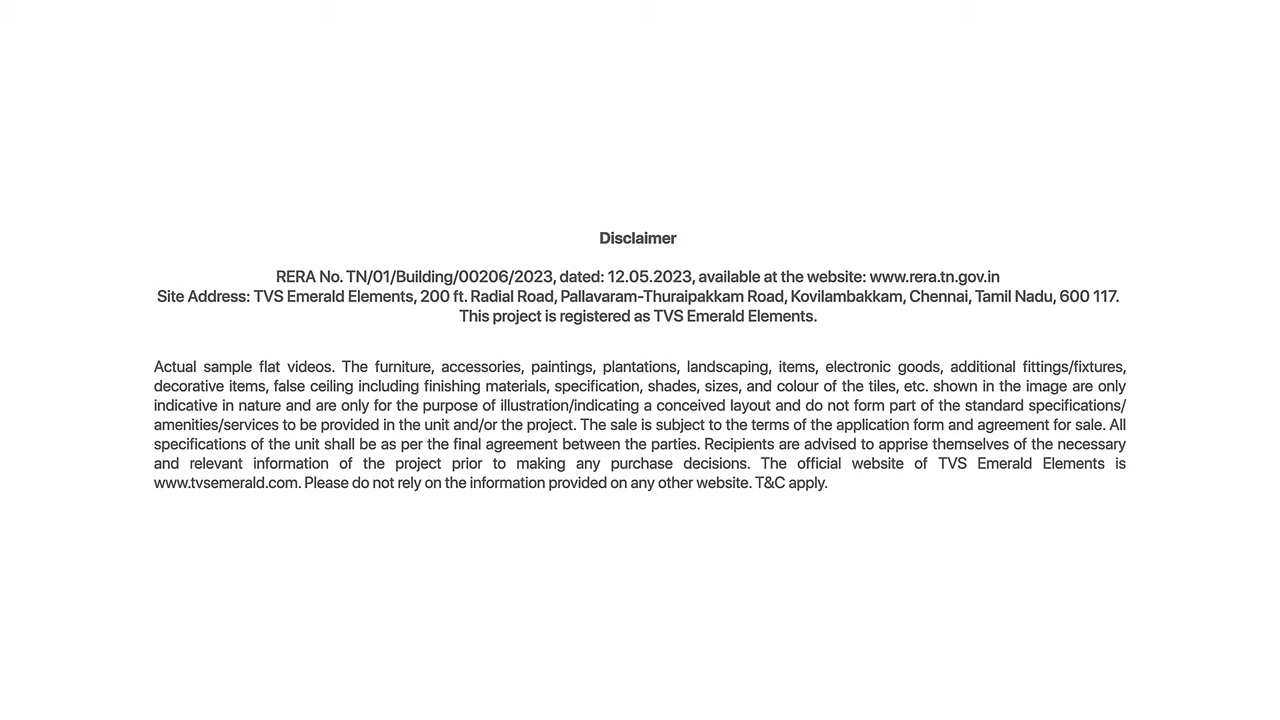 Disclaimer
RERA No. TN/01/Building/00206/2023, dated: 12.05.2023, available at the website: www.rera.tn.gov.in
Site Address: TVS Emerald Elements, 200 ft. Radial Road, Pallavaram-Thuraipakkam Road, Kovilambakkam, Chennai, Tamil Nadu, 600 117.
This project is registered as TVS Emerald Elements.
Actual sample flat videos. The furniture, accessories, paintings, plantations, landscaping, items, electronic goods, additional fittings/fixtures,
decorative items, false ceiling including finishing materials, specification, shades, sizes, and colour of the tiles, etc. shown in the image are only
indicative in nature and are only for the purpose of illustration/indicating a conceived layout and do not form part of the standard specifications/
amenities/services to be provided in the unit and/or the project. The sale is subject to the terms of the application form and agreement for sale. All
specifications of the unit shall be as per the final agreement between the parties. Recipients are advised to apprise themselves of the necessary
and relevant information of the project prior to making any purchase decisions. The official website of TVS Emerald Elements is
www.tvsemerald.com. Please do not rely on the information provided on any other website. T&C apply.